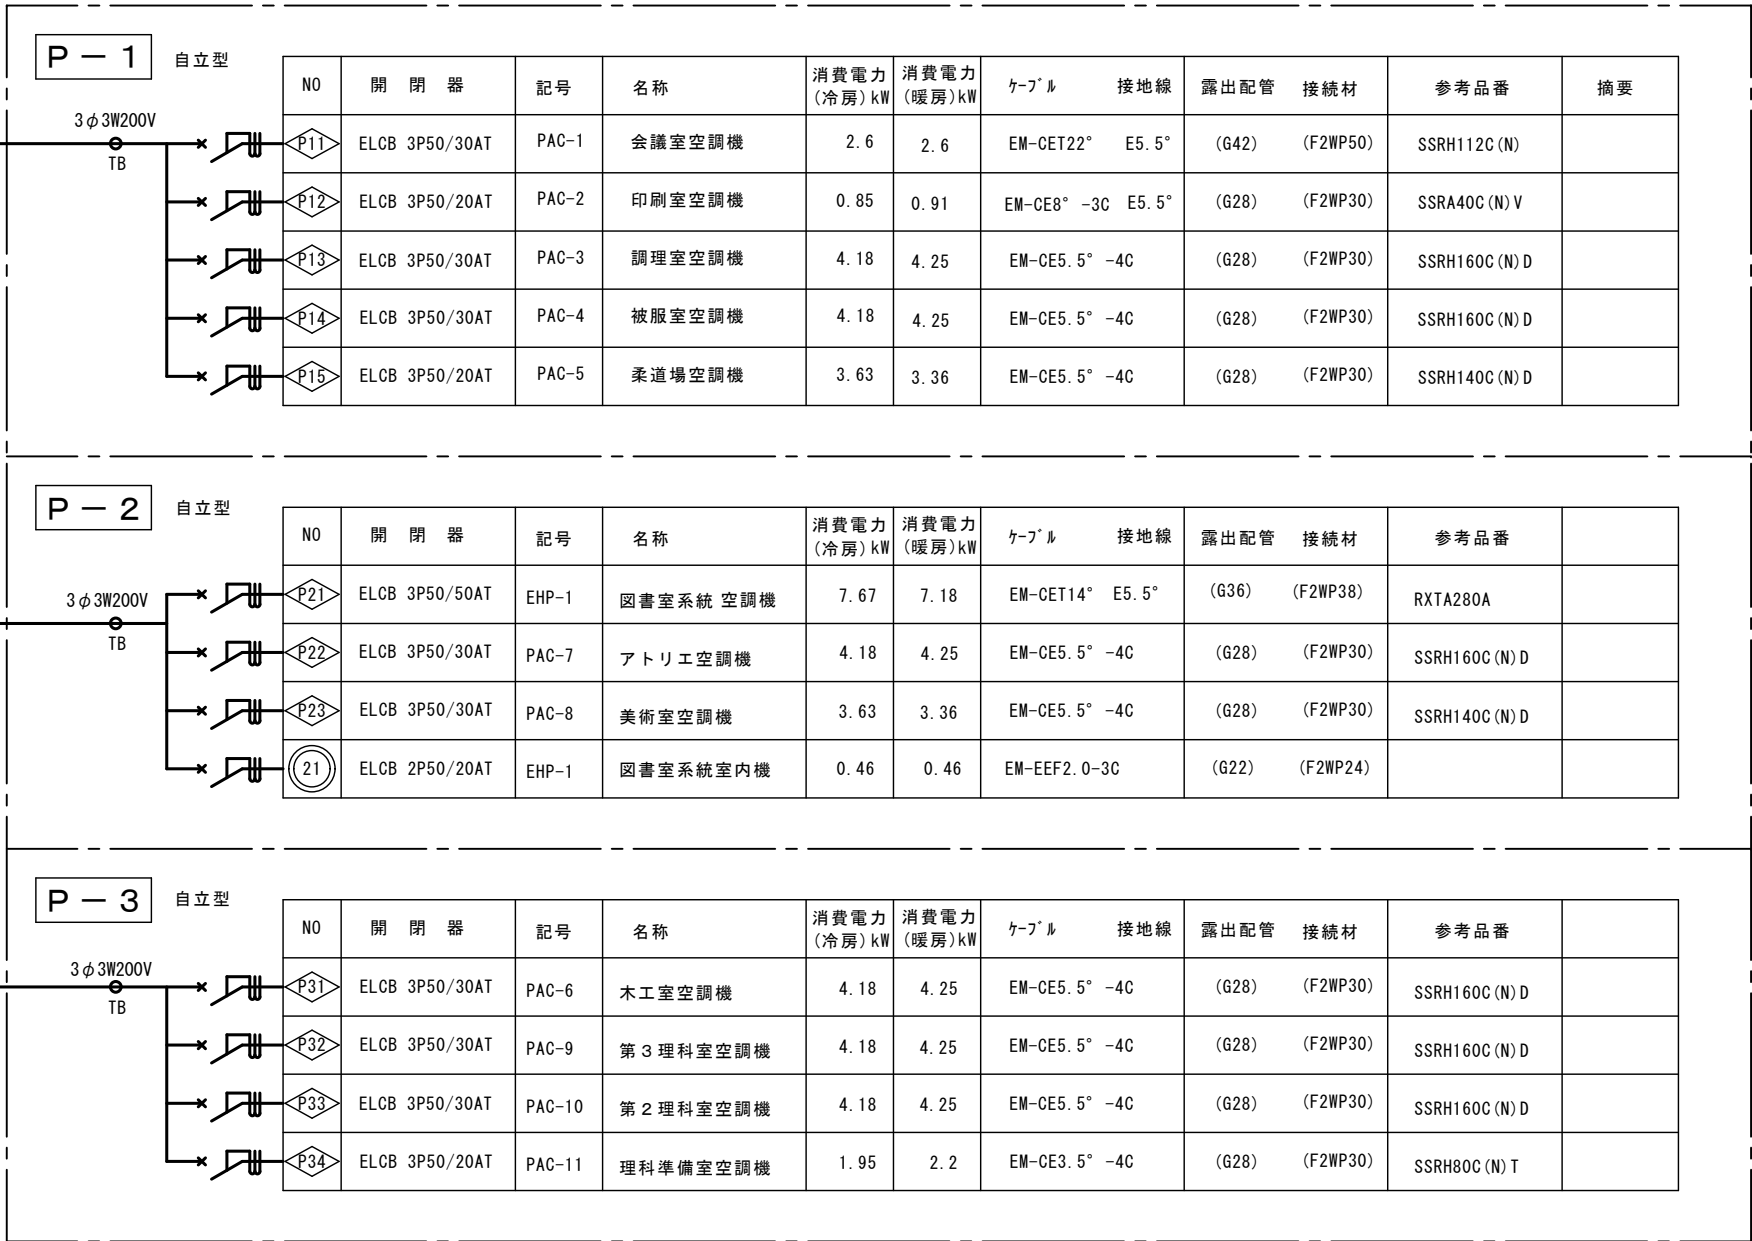 P－1 自立型
NO 開閉器 記号 名称 消費電力(冷房)kW 消費電力(暖房)kW ｹｰﾌﾞﾙ 接地線 露出配管 接続材 参考品番 摘要
3φ3W200V
TB
P11 ELCB 3P50/30AT PAC-1 会議室空調機 2.6 2.6 EM-CET22° E5.5° (G42) (F2WP50) SSRH112C(N)
P12 ELCB 3P50/20AT PAC-2 印刷室空調機 0.85 0.91 EM-CE8° -3C E5.5° (G28) (F2WP30) SSRA40C(N)V
P13 ELCB 3P50/30AT PAC-3 調理室空調機 4.18 4.25 EM-CE5.5° -4C (G28) (F2WP30) SSRH160C(N)D
P14 ELCB 3P50/30AT PAC-4 被服室空調機 4.18 4.25 EM-CE5.5° -4C (G28) (F2WP30) SSRH160C(N)D
P15 ELCB 3P50/20AT PAC-5 柔道場空調機 3.63 3.36 EM-CE5.5° -4C (G28) (F2WP30) SSRH140C(N)D
P－2 自立型
NO 開閉器 記号 名称 消費電力(冷房)kW 消費電力(暖房)kW ｹｰﾌﾞﾙ 接地線 露出配管 接続材 参考品番
3φ3W200V
TB
P21 ELCB 3P50/50AT EHP-1 図書室系統 空調機 7.67 7.18 EM-CET14° E5.5° (G36) (F2WP38) RXTA280A
P22 ELCB 3P50/30AT PAC-7 アトリエ空調機 4.18 4.25 EM-CE5.5° -4C (G28) (F2WP30) SSRH160C(N)D
P23 ELCB 3P50/30AT PAC-8 美術室空調機 3.63 3.36 EM-CE5.5° -4C (G28) (F2WP30) SSRH140C(N)D
21 ELCB 2P50/20AT EHP-1 図書室系統室内機 0.46 0.46 EM-EEF2.0-3C (G22) (F2WP24)
P－3 自立型
NO 開閉器 記号 名称 消費電力(冷房)kW 消費電力(暖房)kW ｹｰﾌﾞﾙ 接地線 露出配管 接続材 参考品番
3φ3W200V
TB
P31 ELCB 3P50/30AT PAC-6 木工室空調機 4.18 4.25 EM-CE5.5° -4C (G28) (F2WP30) SSRH160C(N)D
P32 ELCB 3P50/30AT PAC-9 第3理科室空調機 4.18 4.25 EM-CE5.5° -4C (G28) (F2WP30) SSRH160C(N)D
P33 ELCB 3P50/30AT PAC-10 第2理科室空調機 4.18 4.25 EM-CE5.5° -4C (G28) (F2WP30) SSRH160C(N)D
P34 ELCB 3P50/20AT PAC-11 理科準備室空調機 1.95 2.2 EM-CE3.5° -4C (G28) (F2WP30) SSRH80C(N)T